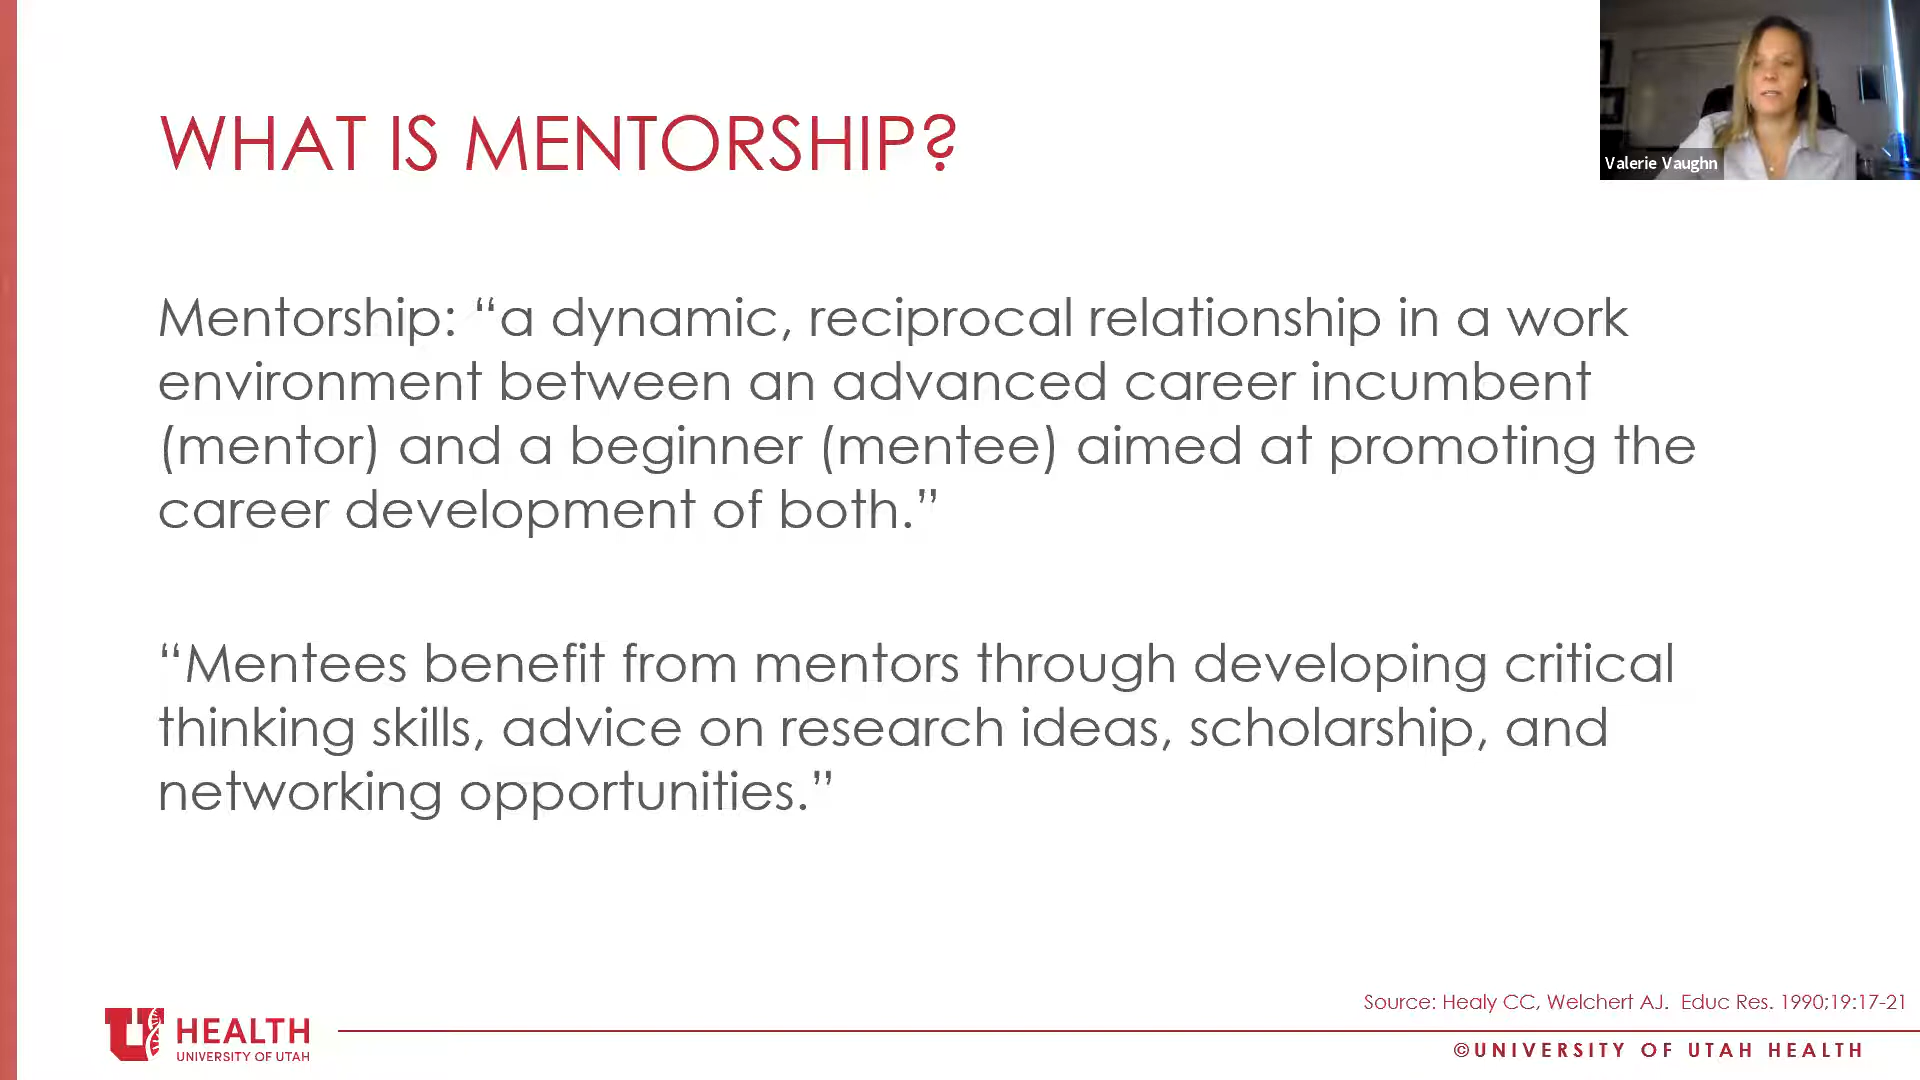 WHAT IS MENTORSHIP?
Valerie Vaughn
Mentorship: “a dynamic, reciprocal relationship in a work
environment between an advanced career incumbent
(mentor) and a beginner (mentee) aimed at promoting the
career development of both.”
“Mentees benefit from mentors through developing critical
thinking skills, advice on research ideas, scholarship, and
networking opportunities.”
Source: Healy CC, Welchert AJ.  Educ Res. 1990;19:17-21
U HEALTH
UNIVERSITY OF UTAH
©UNIVERSITY OF UTAH HEALTH